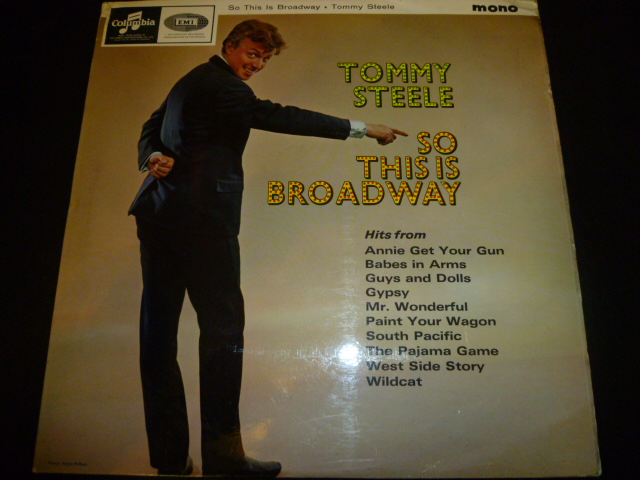 So This Is Broadway • Tommy Steele
mono
Columbia
EMI
TOMMY
STEELE
SO
THIS IS
BROADWAY
Hits from
Annie Get Your Gun
Babes in Arms
Guys and Dolls
Gypsy
Mr. Wonderful
Paint Your Wagon
South Pacific
The Pajama Game
West Side Story
Wildcat